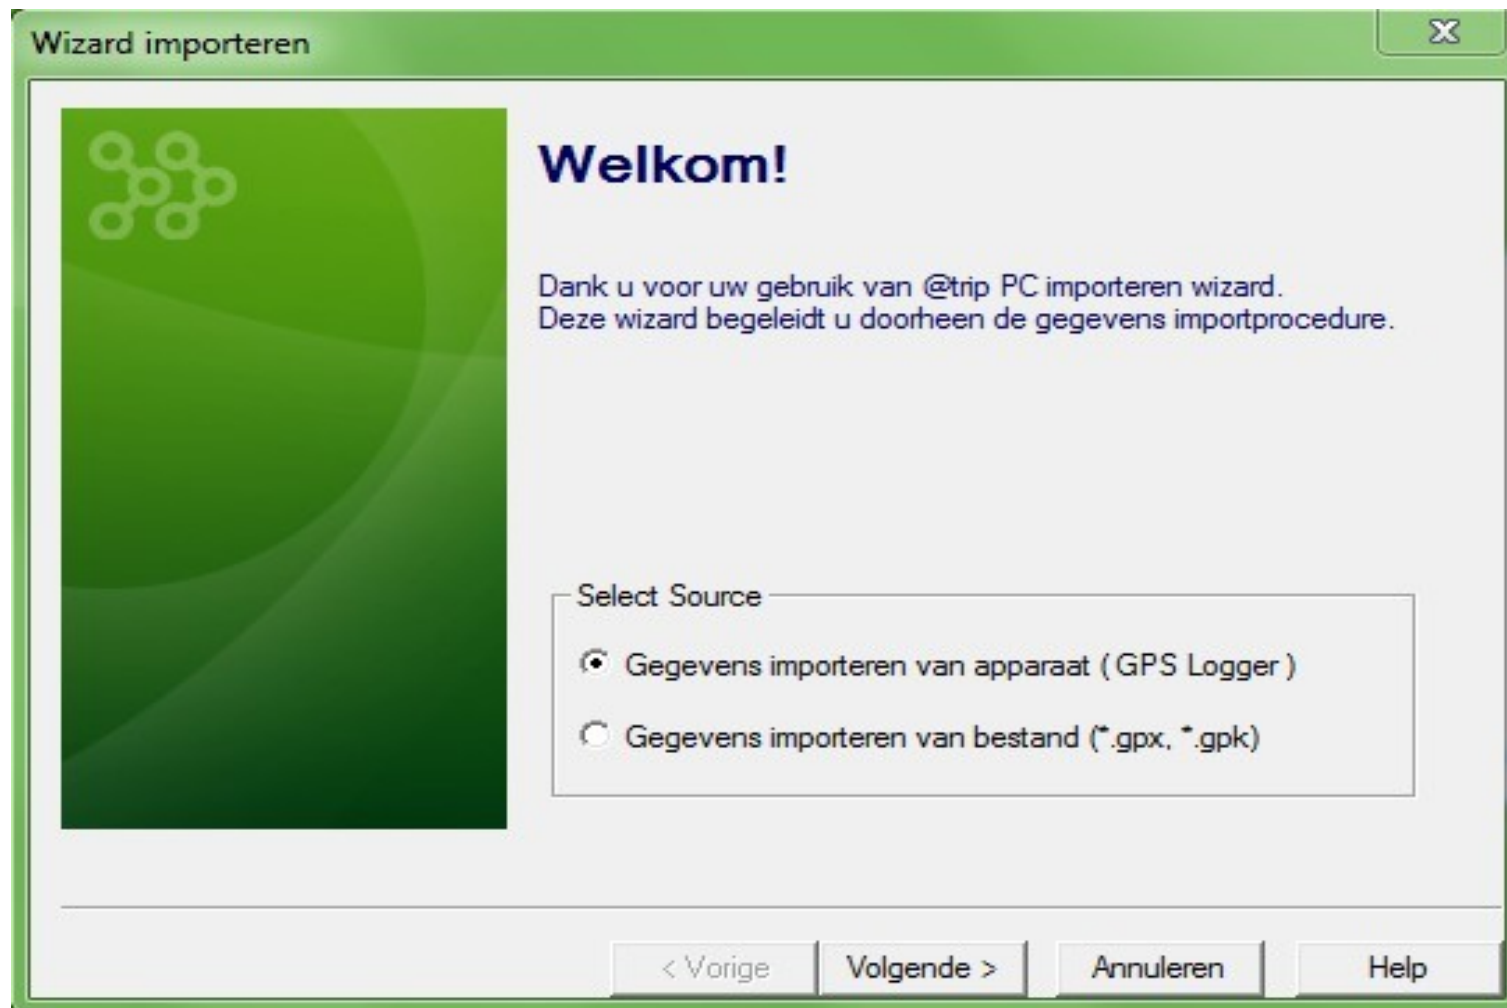 Wizard importeren
Welkom!
Dank u voor uw gebruik van @trip PC importeren wizard.
Deze wizard begeleidt u doorheen de gegevens importprocedure.
Select Source
Gegevens importeren van apparaat ( GPS Logger )
Gegevens importeren van bestand (*.gpx, *.gpk)
< Vorige
Volgende >
Annuleren
Help